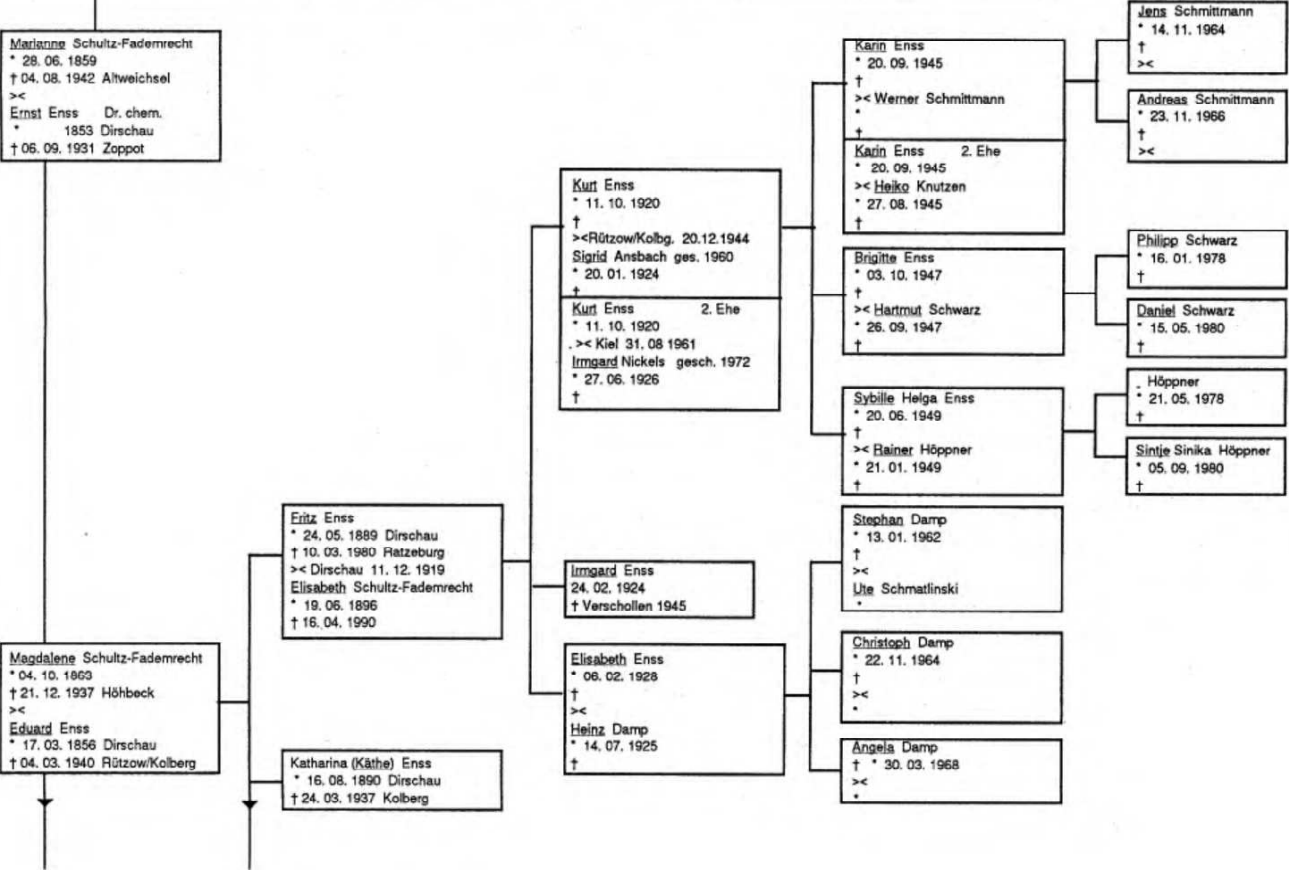 Marianne Schultz-Fademrecht
* 28. 06. 1859
† 04. 08. 1942 Altweichsel
><
Ernst Enss Dr. chem.
* 1853 Dirschau
† 06. 09. 1931 Zoppot
Magdalene Schultz-Fademrecht
* 04. 10. 1863
† 21. 12. 1937 Höhbeck
><
Eduard Enss
* 17. 03. 1856 Dirschau
† 04. 03. 1940 Rützow/Kolberg
Fritz Enss
* 24. 05. 1889 Dirschau
† 10. 03. 1980 Ratzeburg
>< Dirschau 11. 12. 1919
Elisabeth Schultz-Fademrecht
* 19. 06. 1896
† 16. 04. 1990
Katharina (Käthe) Enss
* 16. 08. 1890 Dirschau
† 24. 03. 1937 Kolberg
Kurt Enss
* 11. 10. 1920
†
><Rützow/Kolbg. 20.12.1944
Sigrid Ansbach ges. 1960
* 20. 01. 1924
†
Kurt Enss 2. Ehe
* 11. 10. 1920
. >< Kiel 31. 08 1961
Irmgard Nickels gesch. 1972
* 27. 06. 1926
†
Irmgard Enss
24. 02. 1924
† Verschollen 1945
Elisabeth Enss
* 06. 02. 1928
†
><
Heinz Damp
* 14. 07. 1925
†
Karin Enss
* 20. 09. 1945
†
>< Werner Schmittmann
*
†
Karin Enss 2. Ehe
* 20. 09. 1945
>< Heiko Knutzen
* 27. 08. 1945
†
Brigitte Enss
* 03. 10. 1947
†
>< Hartmut Schwarz
* 26. 09. 1947
†
Sybille Helga Enss
* 20. 06. 1949
†
>< Rainer Höppner
* 21. 01. 1949
†
Stephan Damp
* 13. 01. 1962
†
><
Ute Schmatlinski
*
Christoph Damp
* 22. 11. 1964
†
><
*
Angela Damp
† * 30. 03. 1968
><
*
Jens Schmittmann
* 14. 11. 1964
†
><
Andreas Schmittmann
* 23. 11. 1966
†
><
Philipp Schwarz
* 16. 01. 1978
†
Daniel Schwarz
* 15. 05. 1980
†
_ Höppner
* 21. 05. 1978
†
Sintje Sinika Höppner
* 05. 09. 1980
†